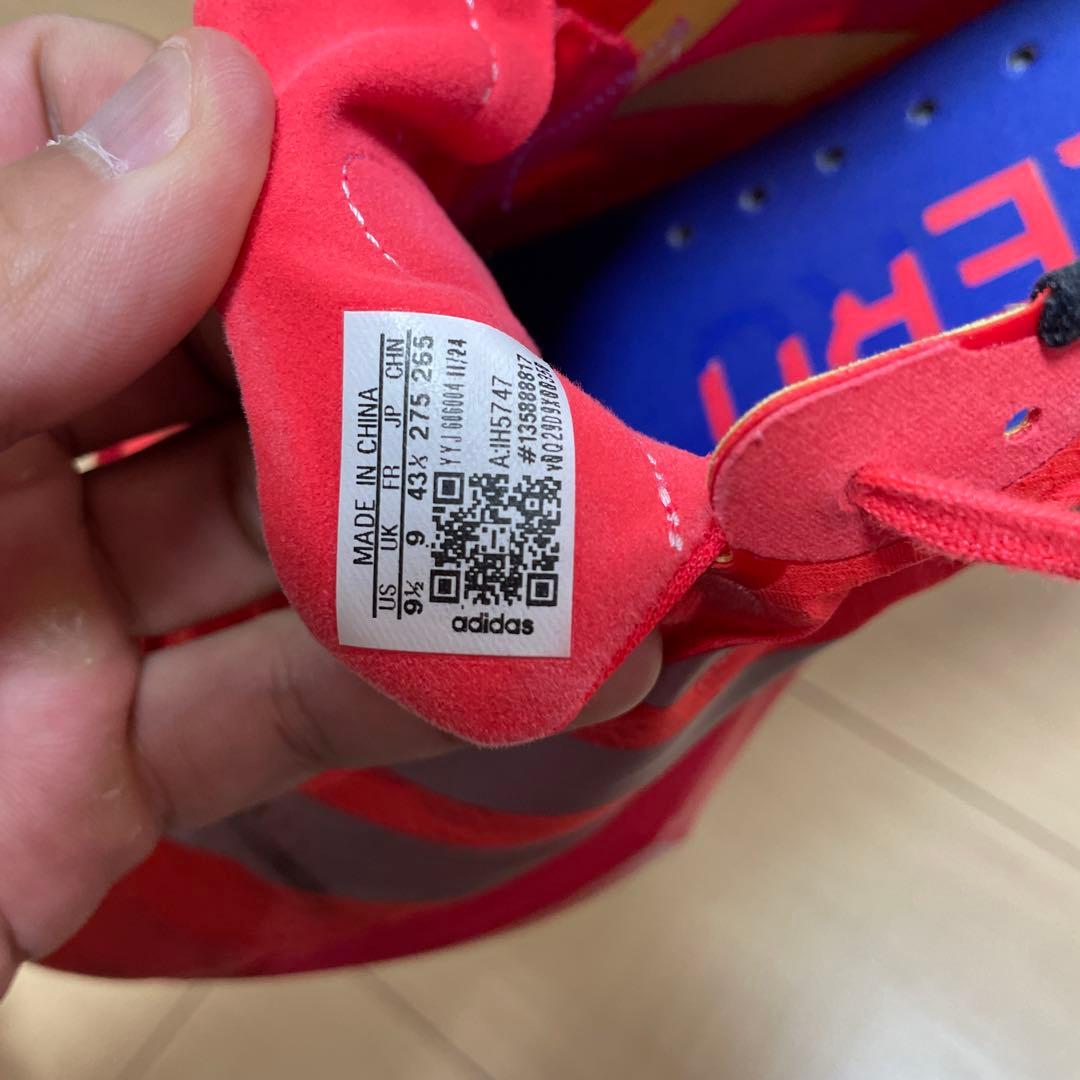 MADE IN CHINA
US UK FR JP CHN
9½ 9 43⅓ 275 265
YYJ 606004 11/24
A:IH5747
#135888817
adidas